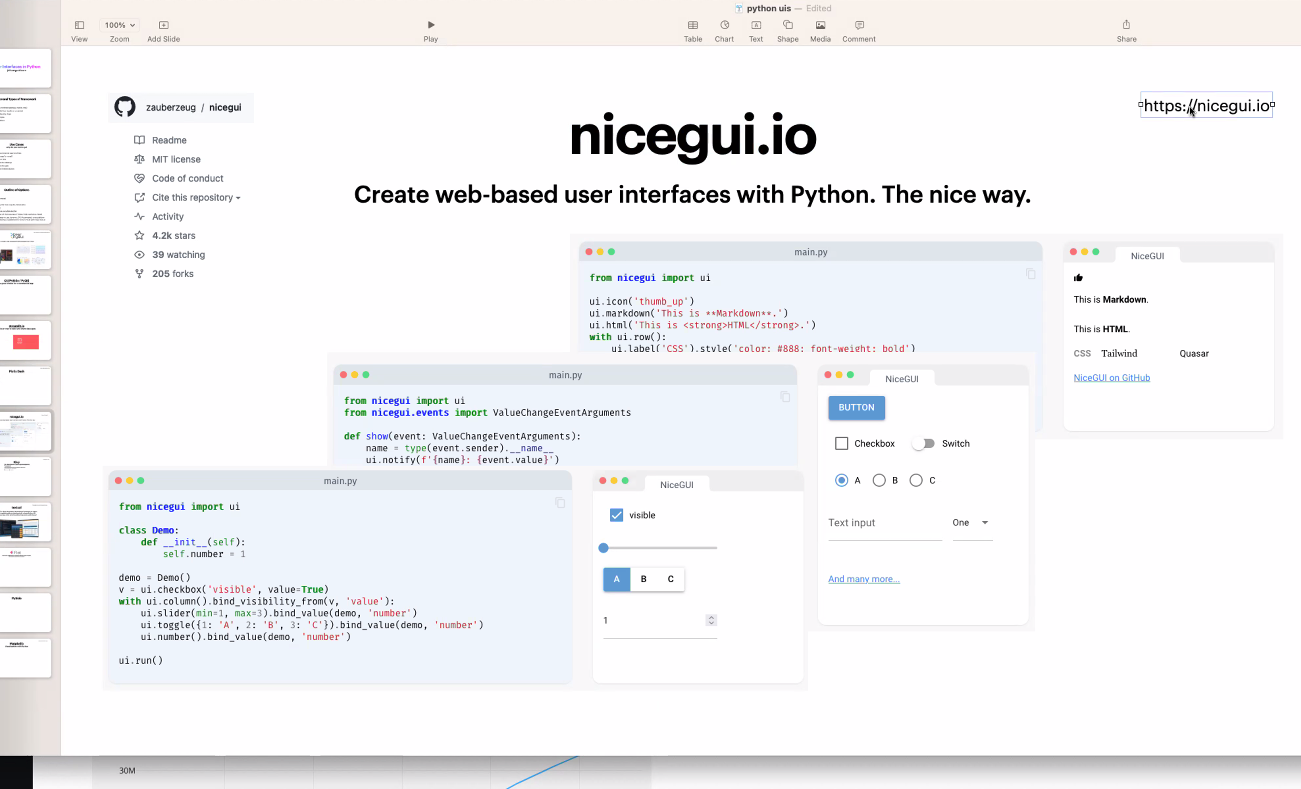 python uis — Edited
100%
View
Zoom
Add Slide
Play
Table
Chart
Text
Shape
Media
Comment
Share
zauberzeug / nicegui
Readme
MIT license
Code of conduct
Cite this repository
Activity
4.2k stars
39 watching
205 forks
nicegui.io
Create web-based user interfaces with Python. The nice way.
https://nicegui.io
main.py
from nicegui import ui
ui.icon('thumb_up')
ui.markdown('This is **Markdown**.')
ui.html('This is <strong>HTML</strong>.')
with ui.row():
ui.label('CSS').style('color: #888; font-weight: bold')
NiceGUI
This is Markdown.
This is HTML.
CSS Tailwind Quasar
NiceGUI on GitHub
main.py
from nicegui import ui
from nicegui.events import ValueChangeEventArguments
def show(event: ValueChangeEventArguments):
name = type(event.sender).__name__
ui.notify(f'{name}: {event.value}')
NiceGUI
BUTTON
Checkbox Switch
A B C
Text input One
And many more...
main.py
from nicegui import ui
class Demo:
def __init__(self):
self.number = 1
demo = Demo()
v = ui.checkbox('visible', value=True)
with ui.column().bind_visibility_from(v, 'value'):
ui.slider(min=1, max=3).bind_value(demo, 'number')
ui.toggle({1: 'A', 2: 'B', 3: 'C'}).bind_value(demo, 'number')
ui.number().bind_value(demo, 'number')
ui.run()
NiceGUI
visible
A B C
1
30M